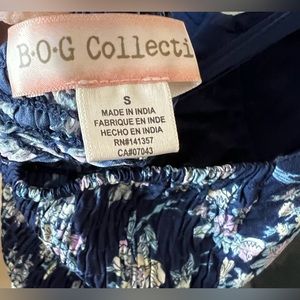 B·O·G Collecti
S
MADE IN INDIA
FABRIQUE EN INDE
HECHO EN INDIA
RN#141357
CA#07043